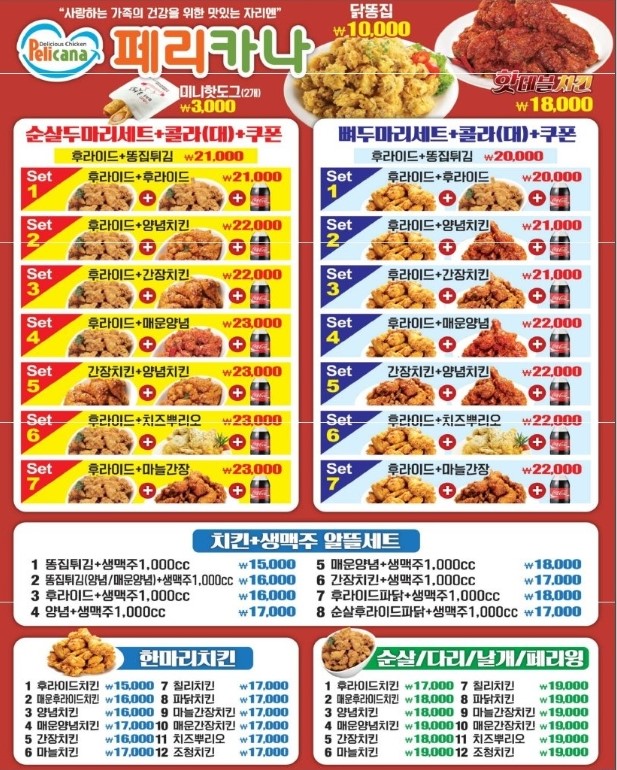 "사랑하는 가족의 건강을 위한 맛있는 자리엔"
Delicious Chicken
Pelicana
페리카나
미니핫도그(2개)
₩3,000
닭똥집
₩10,000
핫데블치킨
₩18,000
순살두마리세트+콜라(대)+쿠폰
후라이드+똥집튀김 ₩21,000
Set 1 후라이드+후라이드 ₩21,000
Set 2 후라이드+양념치킨 ₩22,000
Set 3 후라이드+간장치킨 ₩22,000
Set 4 후라이드+매운양념 ₩23,000
Set 5 간장치킨+양념치킨 ₩23,000
Set 6 후라이드+치즈뿌리오 ₩23,000
Set 7 후라이드+마늘간장 ₩23,000
뼈두마리세트+콜라(대)+쿠폰
후라이드+똥집튀김 ₩20,000
Set 1 후라이드+후라이드 ₩20,000
Set 2 후라이드+양념치킨 ₩21,000
Set 3 후라이드+간장치킨 ₩21,000
Set 4 후라이드+매운양념 ₩22,000
Set 5 간장치킨+양념치킨 ₩22,000
Set 6 후라이드+치즈뿌리오 ₩22,000
Set 7 후라이드+마늘간장 ₩22,000
치킨+생맥주 알뜰세트
1 똥집튀김+생맥주1,000cc ₩15,000
2 똥집튀김(양념/매운양념)+생맥주1,000cc ₩16,000
3 후라이드+생맥주1,000cc ₩16,000
4 양념+생맥주1,000cc ₩17,000
5 매운양념+생맥주1,000cc ₩18,000
6 간장치킨+생맥주1,000cc ₩17,000
7 후라이드파닭+생맥주1,000cc ₩18,000
8 순살후라이드파닭+생맥주1,000cc ₩17,000
한마리치킨
1 후라이드치킨 ₩15,000
2 매운후라이드치킨 ₩16,000
3 양념치킨 ₩16,000
4 매운양념치킨 ₩17,000
5 간장치킨 ₩16,000
6 마늘치킨 ₩17,000
7 칠리치킨 ₩17,000
8 파닭치킨 ₩17,000
9 마늘간장치킨 ₩17,000
10 매운간장치킨 ₩17,000
11 치즈뿌리오 ₩17,000
12 조청치킨 ₩17,000
순살/다리/날개/페리윙
1 후라이드치킨 ₩17,000
2 매운후라이드치킨 ₩18,000
3 양념치킨 ₩18,000
4 매운양념치킨 ₩19,000
5 간장치킨 ₩18,000
6 마늘치킨 ₩19,000
7 칠리치킨 ₩19,000
8 파닭치킨 ₩19,000
9 마늘간장치킨 ₩19,000
10 매운간장치킨 ₩19,000
11 치즈뿌리오 ₩19,000
12 조청치킨 ₩19,000